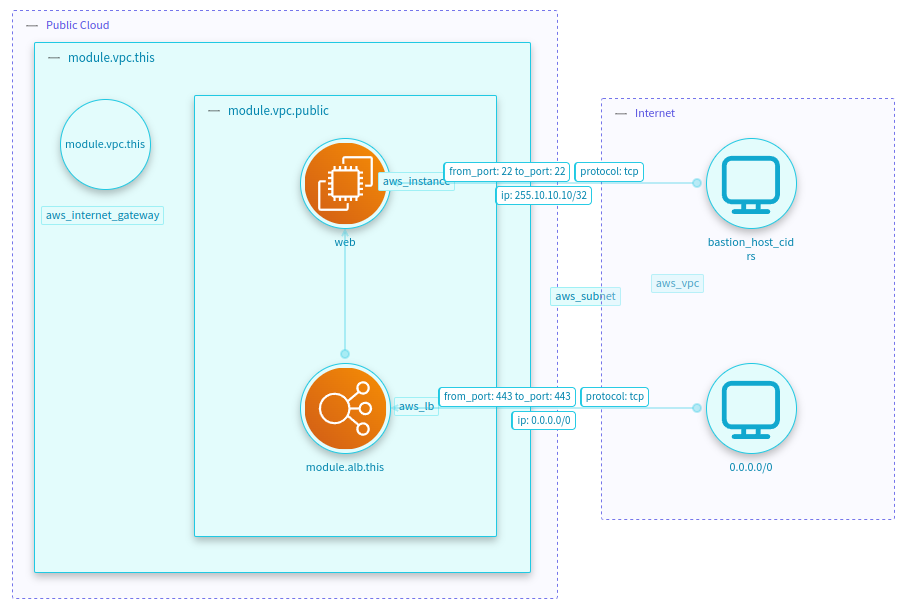 Public Cloud
module.vpc.this
module.vpc.public
Internet
module.vpc.this
aws_internet_gateway
aws_instance
from_port: 22 to_port: 22
protocol: tcp
ip: 255.10.10.10/32
web
bastion_host_cid
rs
aws_vpc
aws_subnet
aws_lb
from_port: 443 to_port: 443
protocol: tcp
ip: 0.0.0.0/0
module.alb.this
0.0.0.0/0